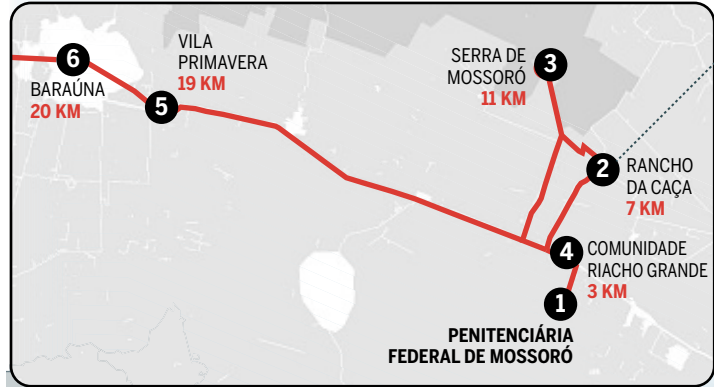 6
BARAÚNA
20 KM
VILA
PRIMAVERA
19 KM
5
SERRA DE
MOSSORÓ
11 KM
3
2
RANCHO
DA CAÇA
7 KM
4
COMUNIDADE
RIACHO GRANDE
3 KM
1
PENITENCIÁRIA
FEDERAL DE MOSSORÓ